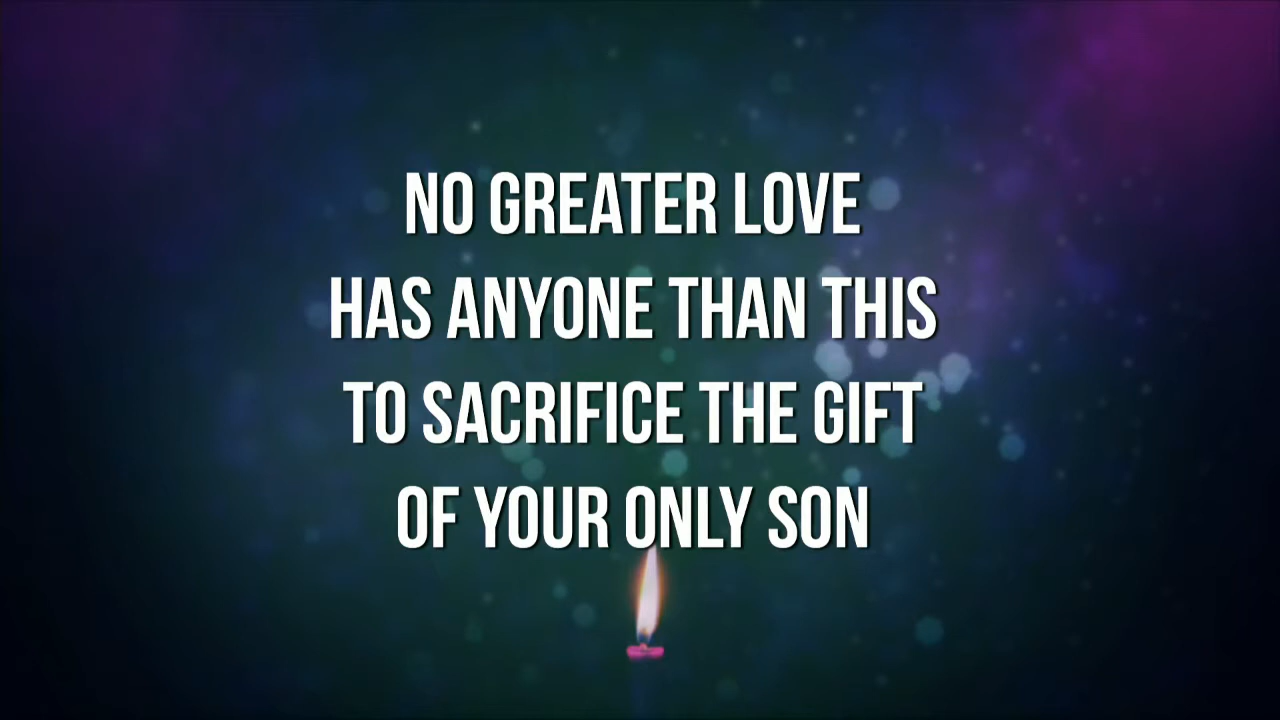 NO GREATER LOVE
HAS ANYONE THAN THIS
TO SACRIFICE THE GIFT
OF YOUR ONLY SON